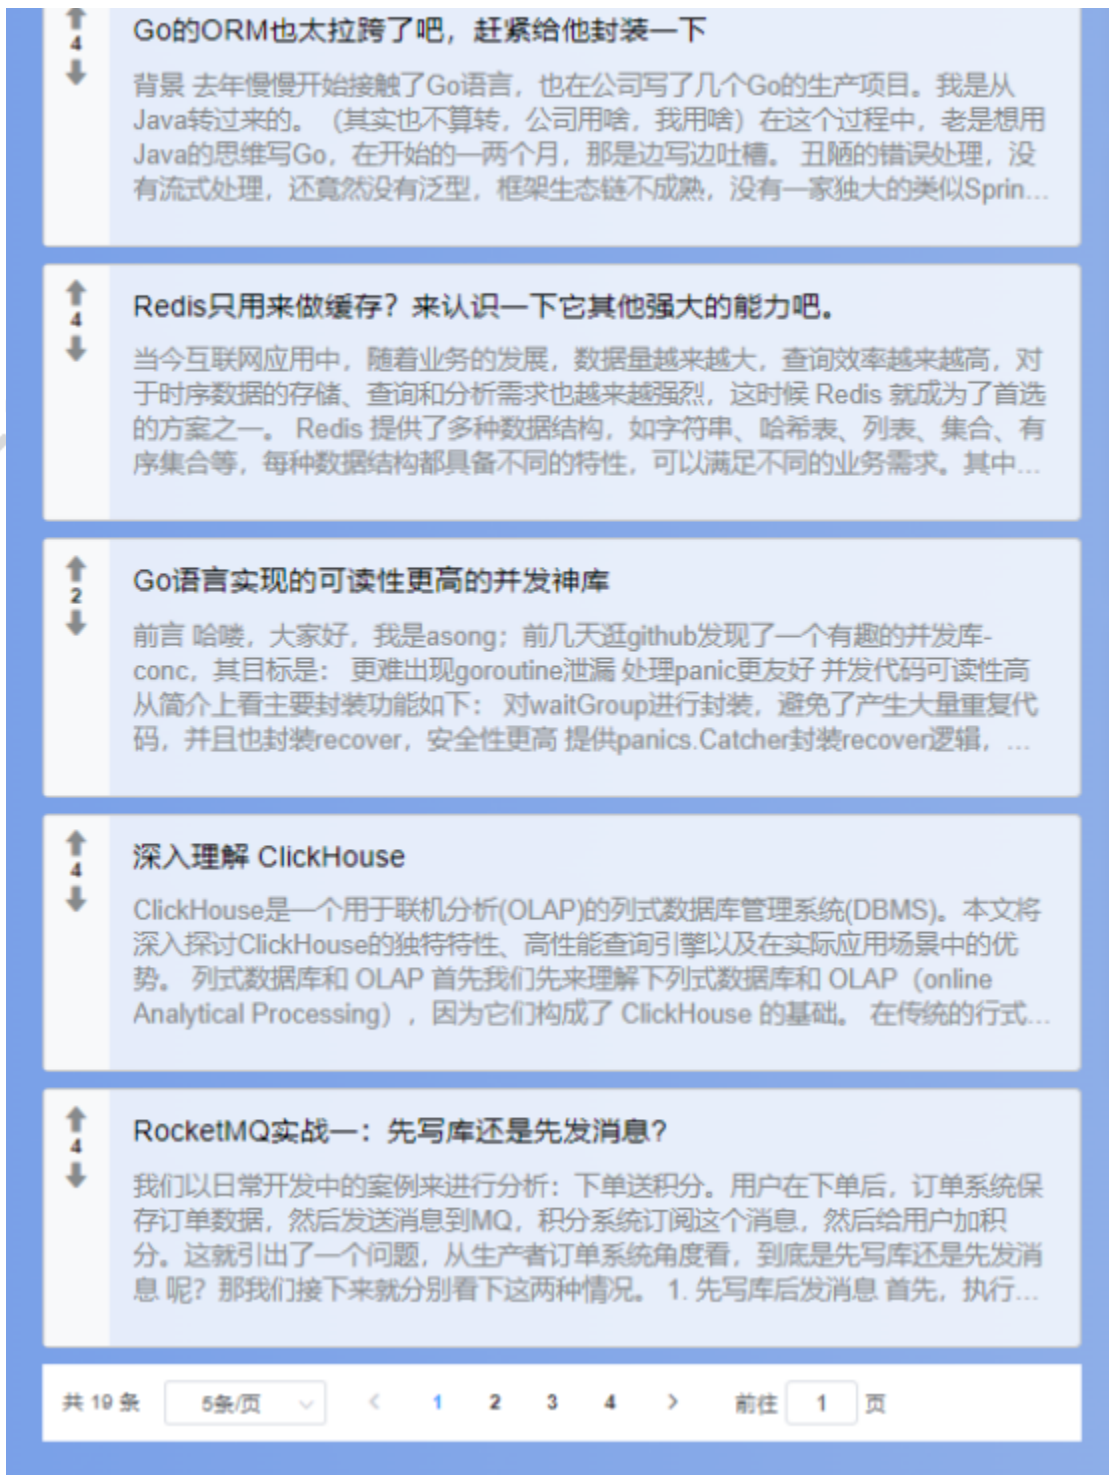 Go的ORM也太拉跨了吧，赶紧给他封装一下
4
背景 去年慢慢开始接触了Go语言，也在公司写了几个Go的生产项目。我是从
Java转过来的。（其实也不算转，公司用啥，我用啥）在这个过程中，老是想用
Java的思维写Go，在开始的一两个月，那是边写边吐槽。 丑陋的错误处理，没
有流式处理，还竟然没有泛型，框架生态链不成熟，没有一家独大的类似Sprin...
Redis只用来做缓存？来认识一下它其他强大的能力吧。
4
当今互联网应用中，随着业务的发展，数据量越来越大，查询效率越来越高，对
于时序数据的存储、查询和分析需求也越来越强烈，这时候 Redis 就成为了首选
的方案之一。 Redis 提供了多种数据结构，如字符串、哈希表、列表、集合、有
序集合等，每种数据结构都具备不同的特性，可以满足不同的业务需求。其中...
Go语言实现的可读性更高的并发神库
2
前言 哈喽，大家好，我是asong；前几天逛github发现了一个有趣的并发库-
conc，其目标是： 更难出现goroutine泄漏 处理panic更友好 并发代码可读性高
从简介上看主要封装功能如下： 对waitGroup进行封装，避免了产生大量重复代
码，并且也封装recover，安全性更高 提供panics.Catcher封装recover逻辑，...
深入理解 ClickHouse
4
ClickHouse是一个用于联机分析(OLAP)的列式数据库管理系统(DBMS)。本文将
深入探讨ClickHouse的独特特性、高性能查询引擎以及在实际应用场景中的优
势。 列式数据库和 OLAP 首先我们先来理解下列式数据库和 OLAP（online
Analytical Processing），因为它们构成了 ClickHouse 的基础。 在传统的行式...
RocketMQ实战一：先写库还是先发消息？
4
我们以日常开发中的案例来进行分析：下单送积分。用户在下单后，订单系统保
存订单数据，然后发送消息到MQ，积分系统订阅这个消息，然后给用户加积
分。这就引出了一个问题，从生产者订单系统角度看，到底是先写库还是先发消
息 呢？那我们接下来就分别看下这两种情况。 1. 先写库后发消息 首先，执行...
共 19 条 5条/页 1 2 3 4 前往 1 页